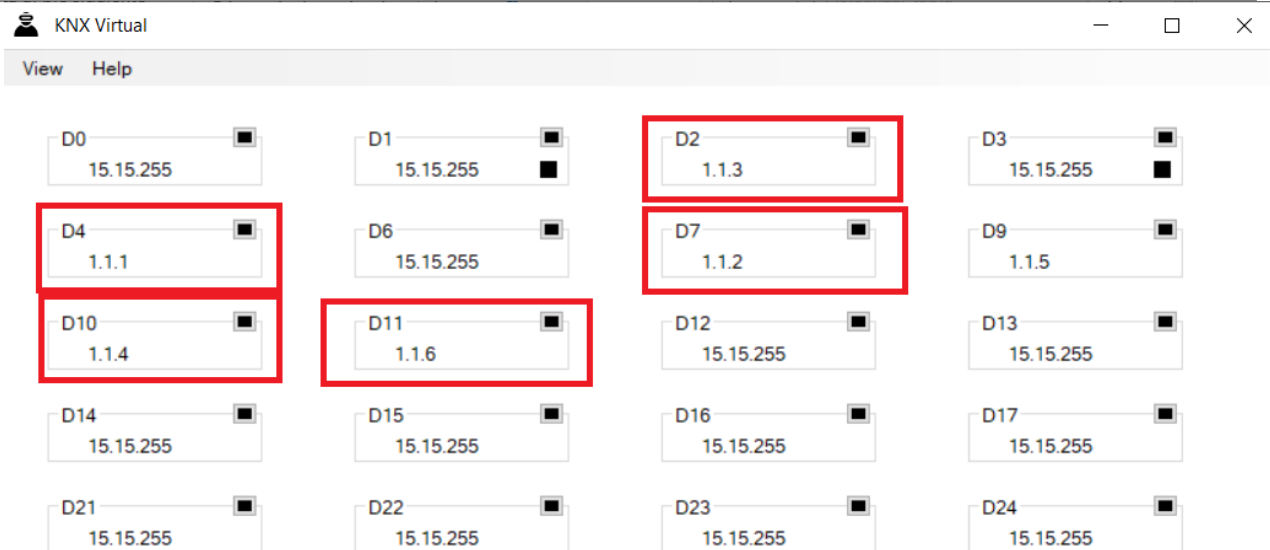 KNX Virtual
View Help
D0 D1 D2 D3
15.15.255 15.15.255 1.1.3 15.15.255
D4 D6 D7 D9
1.1.1 15.15.255 1.1.2 1.1.5
D10 D11 D12 D13
1.1.4 1.1.6 15.15.255 15.15.255
D14 D15 D16 D17
15.15.255 15.15.255 15.15.255 15.15.255
D21 D22 D23 D24
15.15.255 15.15.255 15.15.255 15.15.255